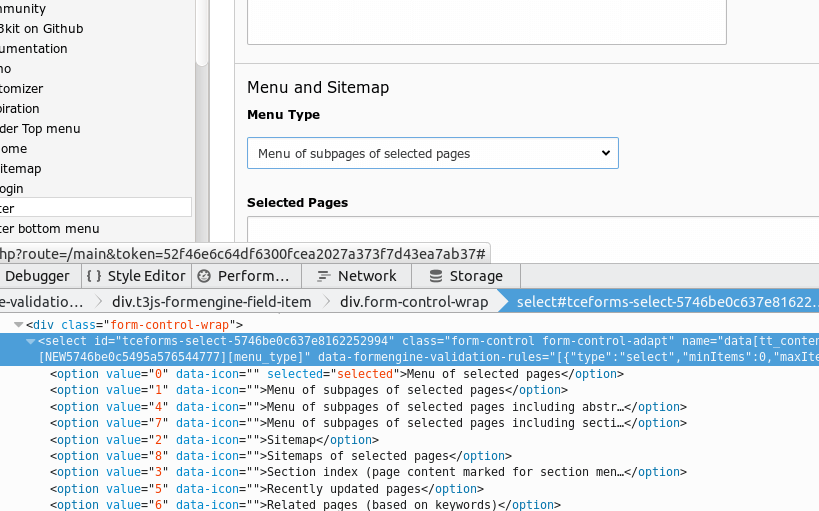 mmunity
3kit on Github
umentation
no
tomizer
piration
der Top menu
ome
itemap
ogin
ter
ter bottom menu
Menu and Sitemap
Menu Type
Menu of subpages of selected pages
Selected Pages
hp?route=/main&token=52f46e6c64df6300fcea2027a373f7d43ea7ab37#
Debugger { } Style Editor Perform… Network Storage
e-validatio… div.t3js-formengine-field-item div.form-control-wrap select#tceforms-select-5746be0c637e81622…
<div class="form-control-wrap">
<select id="tceforms-select-5746be0c637e8162252994" class="form-control form-control-adapt" name="data[tt_conten
[NEW5746be0c5495a576544777][menu_type]" data-formengine-validation-rules="[{"type":"select","minItems":0,"maxIte
<option value="0" data-icon="" selected="selected">Menu of selected pages</option>
<option value="1" data-icon="">Menu of subpages of selected pages</option>
<option value="4" data-icon="">Menu of subpages of selected pages including abstr…</option>
<option value="7" data-icon="">Menu of subpages of selected pages including secti…</option>
<option value="2" data-icon="">Sitemap</option>
<option value="8" data-icon="">Sitemaps of selected pages</option>
<option value="3" data-icon="">Section index (page content marked for section men…</option>
<option value="5" data-icon="">Recently updated pages</option>
<option value="6" data-icon="">Related pages (based on keywords)</option>